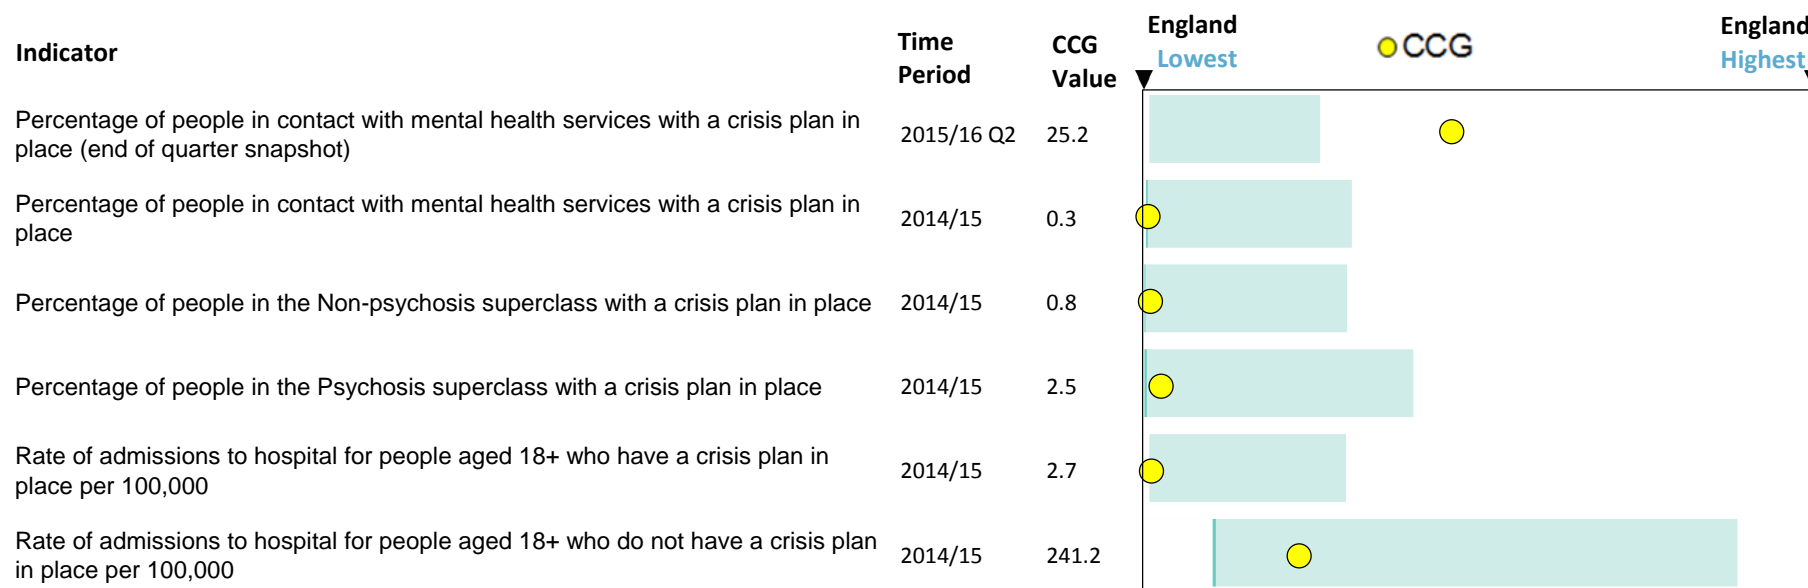 Indicator
Time
Period
CCG
Value
England
Lowest
CCG
England
Highest
Percentage of people in contact with mental health services with a crisis plan in
place (end of quarter snapshot)
2015/16 Q2
25.2
Percentage of people in contact with mental health services with a crisis plan in
place
2014/15
0.3
Percentage of people in the Non-psychosis superclass with a crisis plan in place
2014/15
0.8
Percentage of people in the Psychosis superclass with a crisis plan in place
2014/15
2.5
Rate of admissions to hospital for people aged 18+ who have a crisis plan in
place per 100,000
2014/15
2.7
Rate of admissions to hospital for people aged 18+ who do not have a crisis plan
in place per 100,000
2014/15
241.2